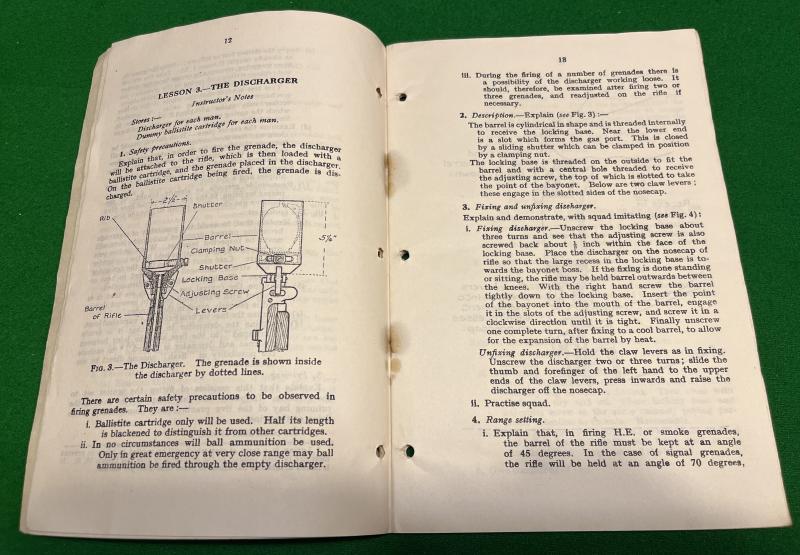 12
LESSON 3.—THE DISCHARGER
Instructor's Notes
Stores :—
Discharger for each man.
Dummy ballistite cartridge for each man.
1. Safety precautions.
Explain that, in order to fire the grenade, the discharger
will be attached to the rifle, which is then loaded with a
ballistite cartridge, and the grenade placed in the discharger.
On the ballistite cartridge being fired, the grenade is dis-
charged.
2½"
Shutter
Rib
Barrel
5⅛"
Clamping Nut
Shutter
Locking Base
Adjusting Screw
Barrel
of Rifle
Levers
FIG. 3.—The Discharger. The grenade is shown inside
the discharger by dotted lines.
There are certain safety precautions to be observed in
firing grenades. They are :—
i. Ballistite cartridge only will be used. Half its length
is blackened to distinguish it from other cartridges.
ii. In no circumstances will ball ammunition be used.
Only in great emergency at very close range may ball
ammunition be fired through the empty discharger.
13
iii. During the firing of a number of grenades there is
a possibility of the discharger working loose. It
should, therefore, be examined after firing two or
three grenades, and readjusted on the rifle if
necessary.
2. Description.—Explain (see Fig. 3) :—
The barrel is cylindrical in shape and is threaded internally
to receive the locking base. Near the lower end
is a slot which forms the gas port. This is closed
by a sliding shutter which can be clamped in position
by a clamping nut.
The locking base is threaded on the outside to fit the
barrel and with a central hole threaded to receive
the adjusting screw, the top of which is slotted to take
the point of the bayonet. Below are two claw levers ;
these engage in the slotted sides of the nosecap.
3. Fixing and unfixing discharger.
Explain and demonstrate, with squad imitating (see Fig. 4) :
i. Fixing discharger.—Unscrew the locking base about
three turns and see that the adjusting screw is also
screwed back about inch within the face of the
locking base. Place the discharger on the nosecap of
rifle so that the large recess in the locking base is to-
wards the bayonet boss. If the fixing is done standing
or sitting, the rifle may be held barrel outwards between
the knees. With the right hand screw the barrel
tightly down to the locking base. Insert the point
of the bayonet into the mouth of the barrel, engage
it in the slots of the adjusting screw, and screw it in a
clockwise direction until it is tight. Finally unscrew
one complete turn, after fixing to a cool barrel, to allow
for the expansion of the barrel by heat.
Unfixing discharger.—Hold the claw levers as in fixing.
Unscrew the discharger two or three turns ; slide the
thumb and forefinger of the left hand to the upper
ends of the claw levers, press inwards and raise the
discharger off the nosecap.
ii. Practise squad.
4. Range setting.
i. Explain that, in firing H.E. or smoke grenades,
the barrel of the rifle must be kept at an angle
of 45 degrees. In the case of signal grenades,
the rifle will be held at an angle of 70 degrees,